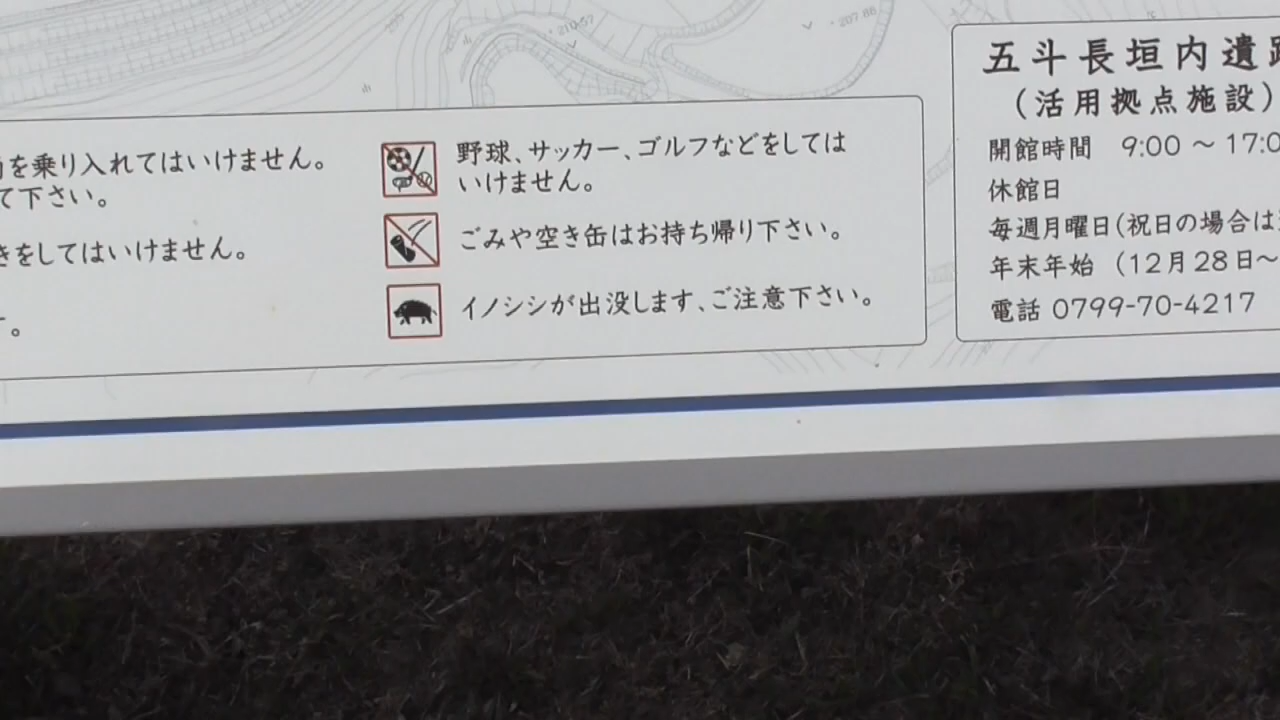 を乗り入れてはいけません。
て下さい。
きをしてはいけません。
す。
野球、サッカー、ゴルフなどをしては
いけません。
ごみや空き缶はお持ち帰り下さい。
イノシシが出没します、ご注意下さい。
210.57
207.88
五斗長垣内遺跡
（活用拠点施設）
開館時間 9:00 ～ 17:0
休館日
毎週月曜日(祝日の場合は
年末年始 (12月28日～
電話 0799-70-4217